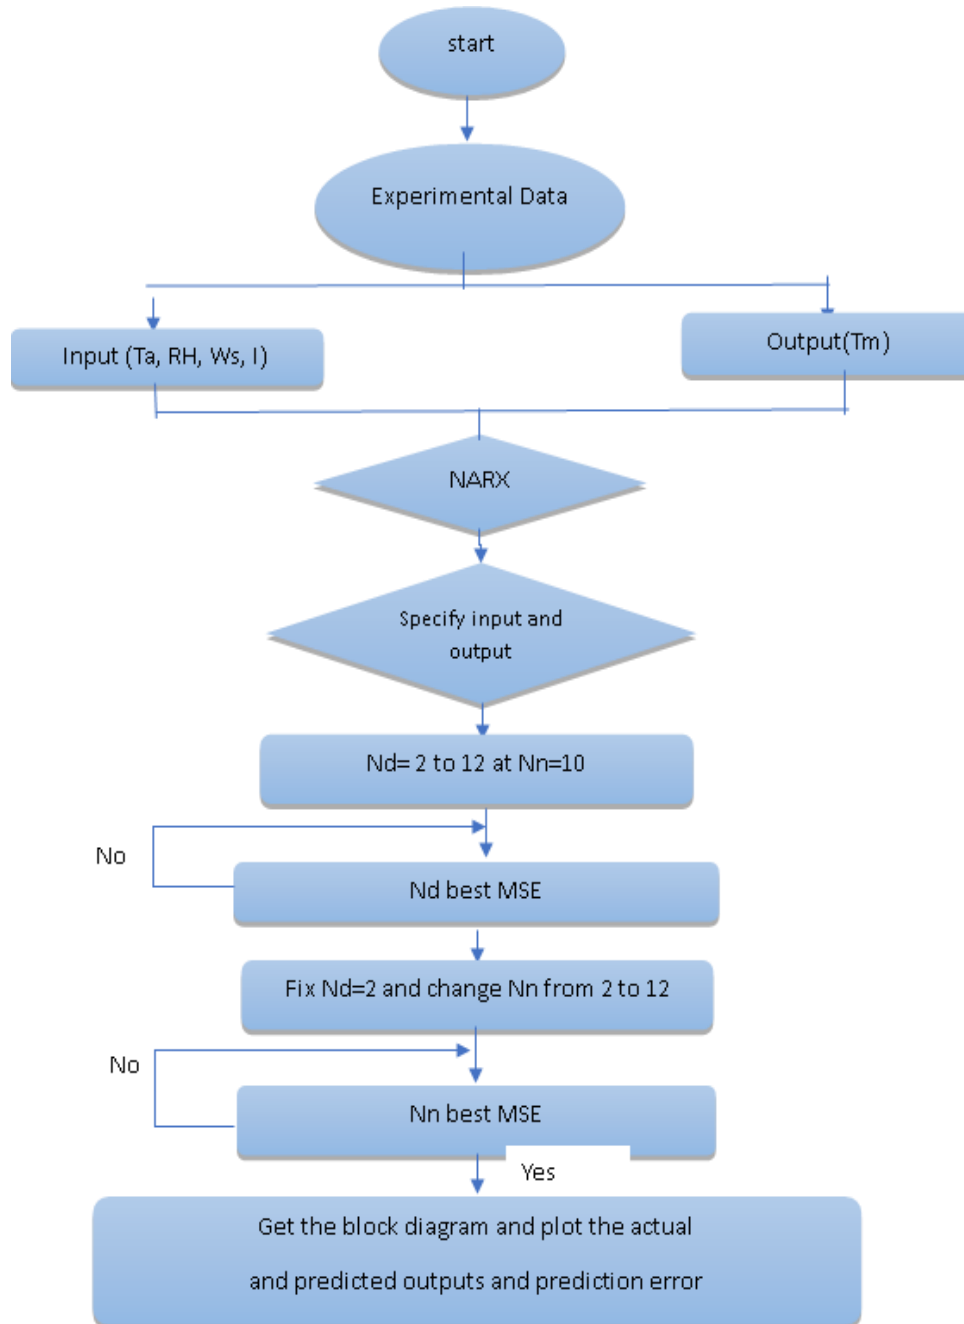 start
Experimental Data
Input (Ta, RH, Ws, I)
Output(Tm)
NARX
Specify input and
output
Nd= 2 to 12 at Nn=10
No
Nd best MSE
Fix Nd=2 and change Nn from 2 to 12
No
Nn best MSE
Yes
Get the block diagram and plot the actual
and predicted outputs and prediction error